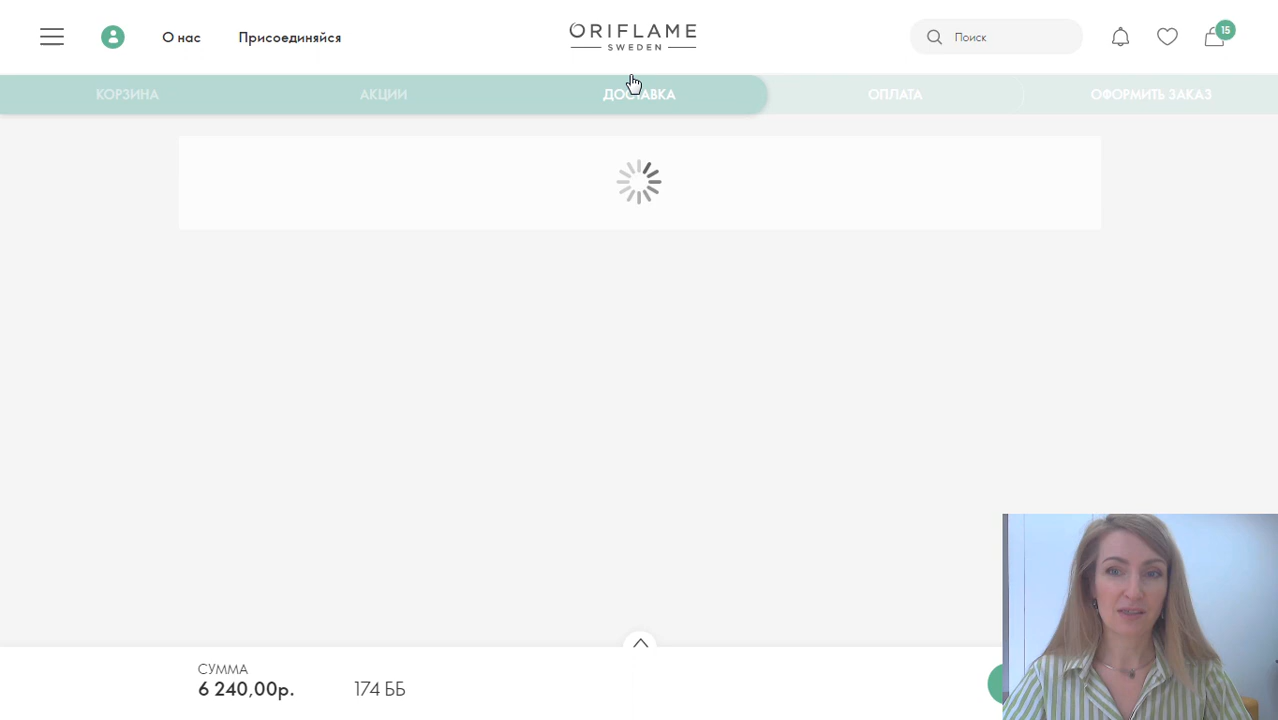 О нас
Присоединяйся
ORIFLAME
SWEDEN
Поиск
15
КОРЗИНА
АКЦИИ
ДОСТАВКА
ОПЛАТА
ОФОРМИТЬ ЗАКАЗ
СУММА
6 240,00р.
174 ББ